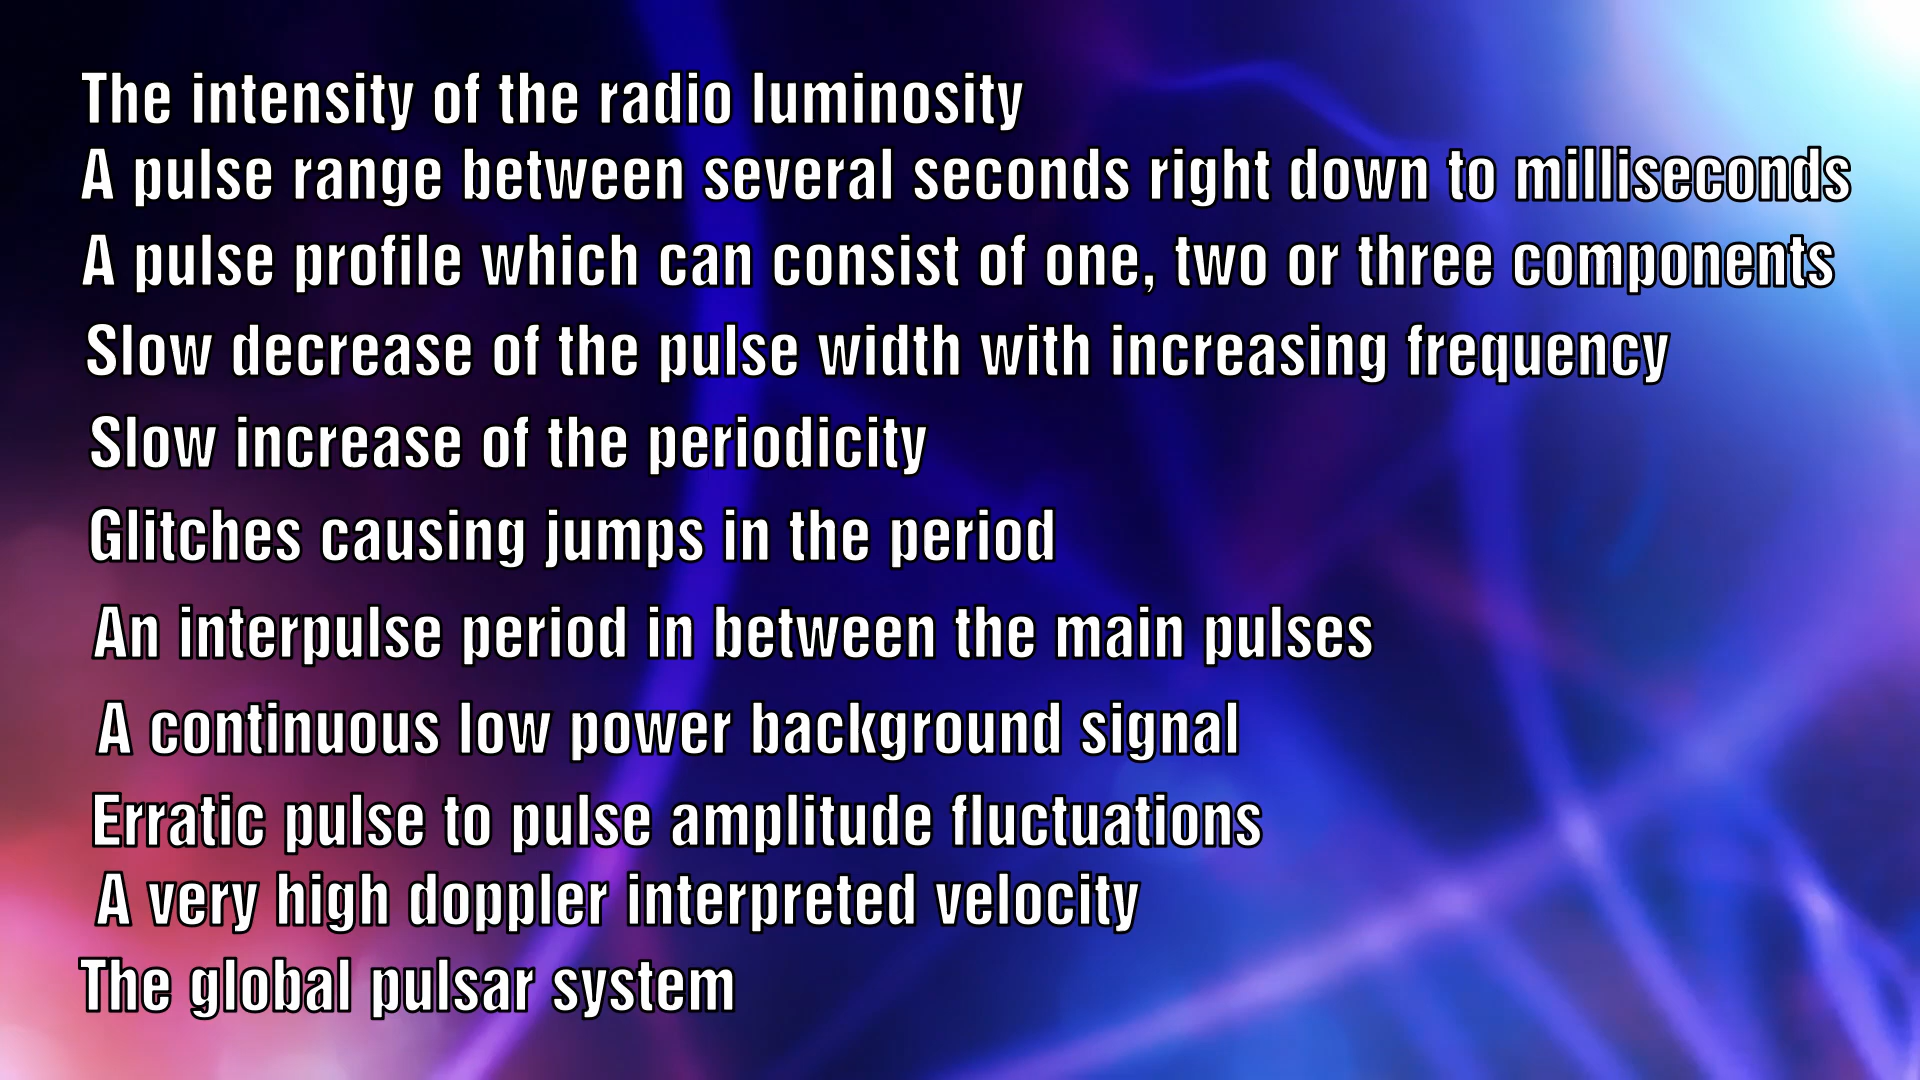 The intensity of the radio luminosity
A pulse range between several seconds right down to milliseconds
A pulse profile which can consist of one, two or three components
Slow decrease of the pulse width with increasing frequency
Slow increase of the periodicity
Glitches causing jumps in the period
An interpulse period in between the main pulses
A continuous low power background signal
Erratic pulse to pulse amplitude fluctuations
A very high doppler interpreted velocity
The global pulsar system